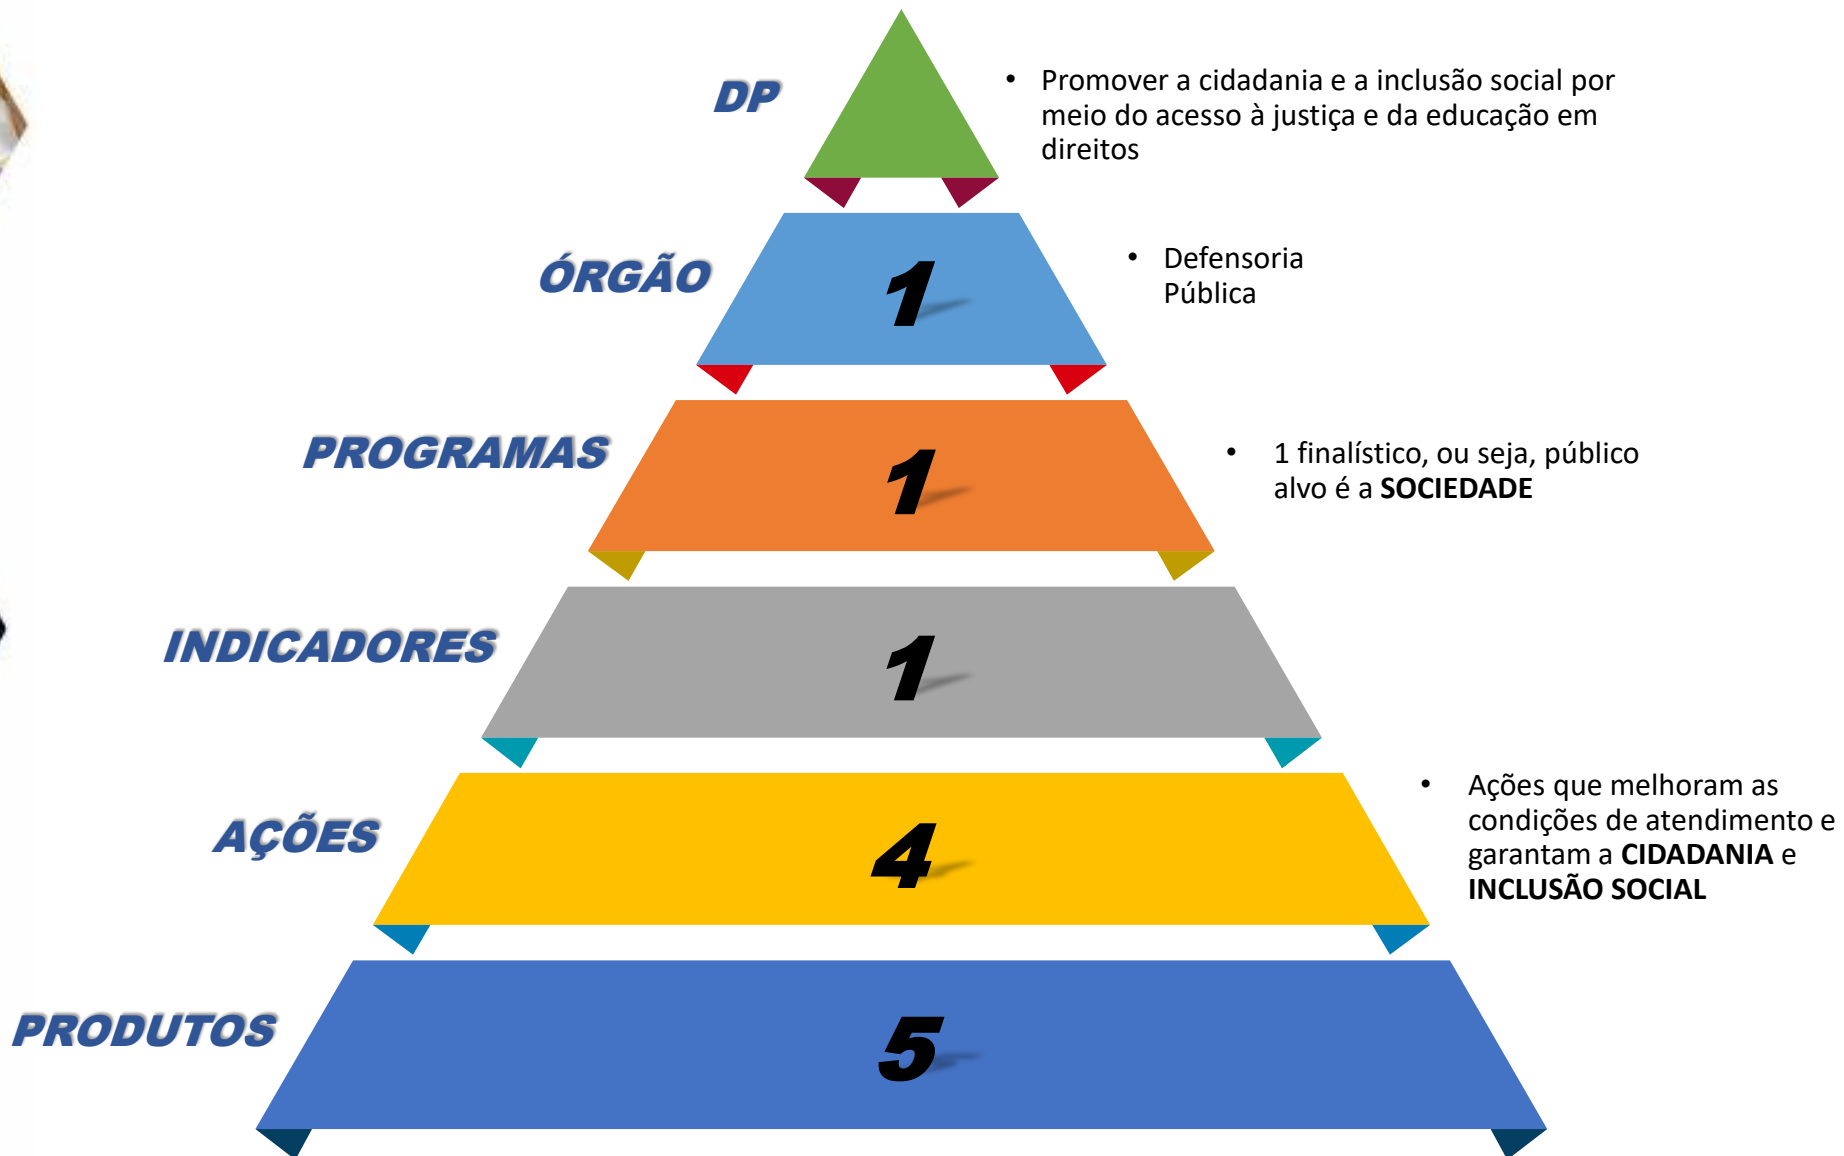 DP
• Promover a cidadania e a inclusão social por
meio do acesso à justiça e da educação em
direitos
ÓRGÃO
1
• Defensoria
Pública
PROGRAMAS
1
• 1 finalístico, ou seja, público
alvo é a SOCIEDADE
INDICADORES
1
AÇÕES
4
• Ações que melhoram as
condições de atendimento e
garantam a CIDADANIA e
INCLUSÃO SOCIAL
PRODUTOS
5